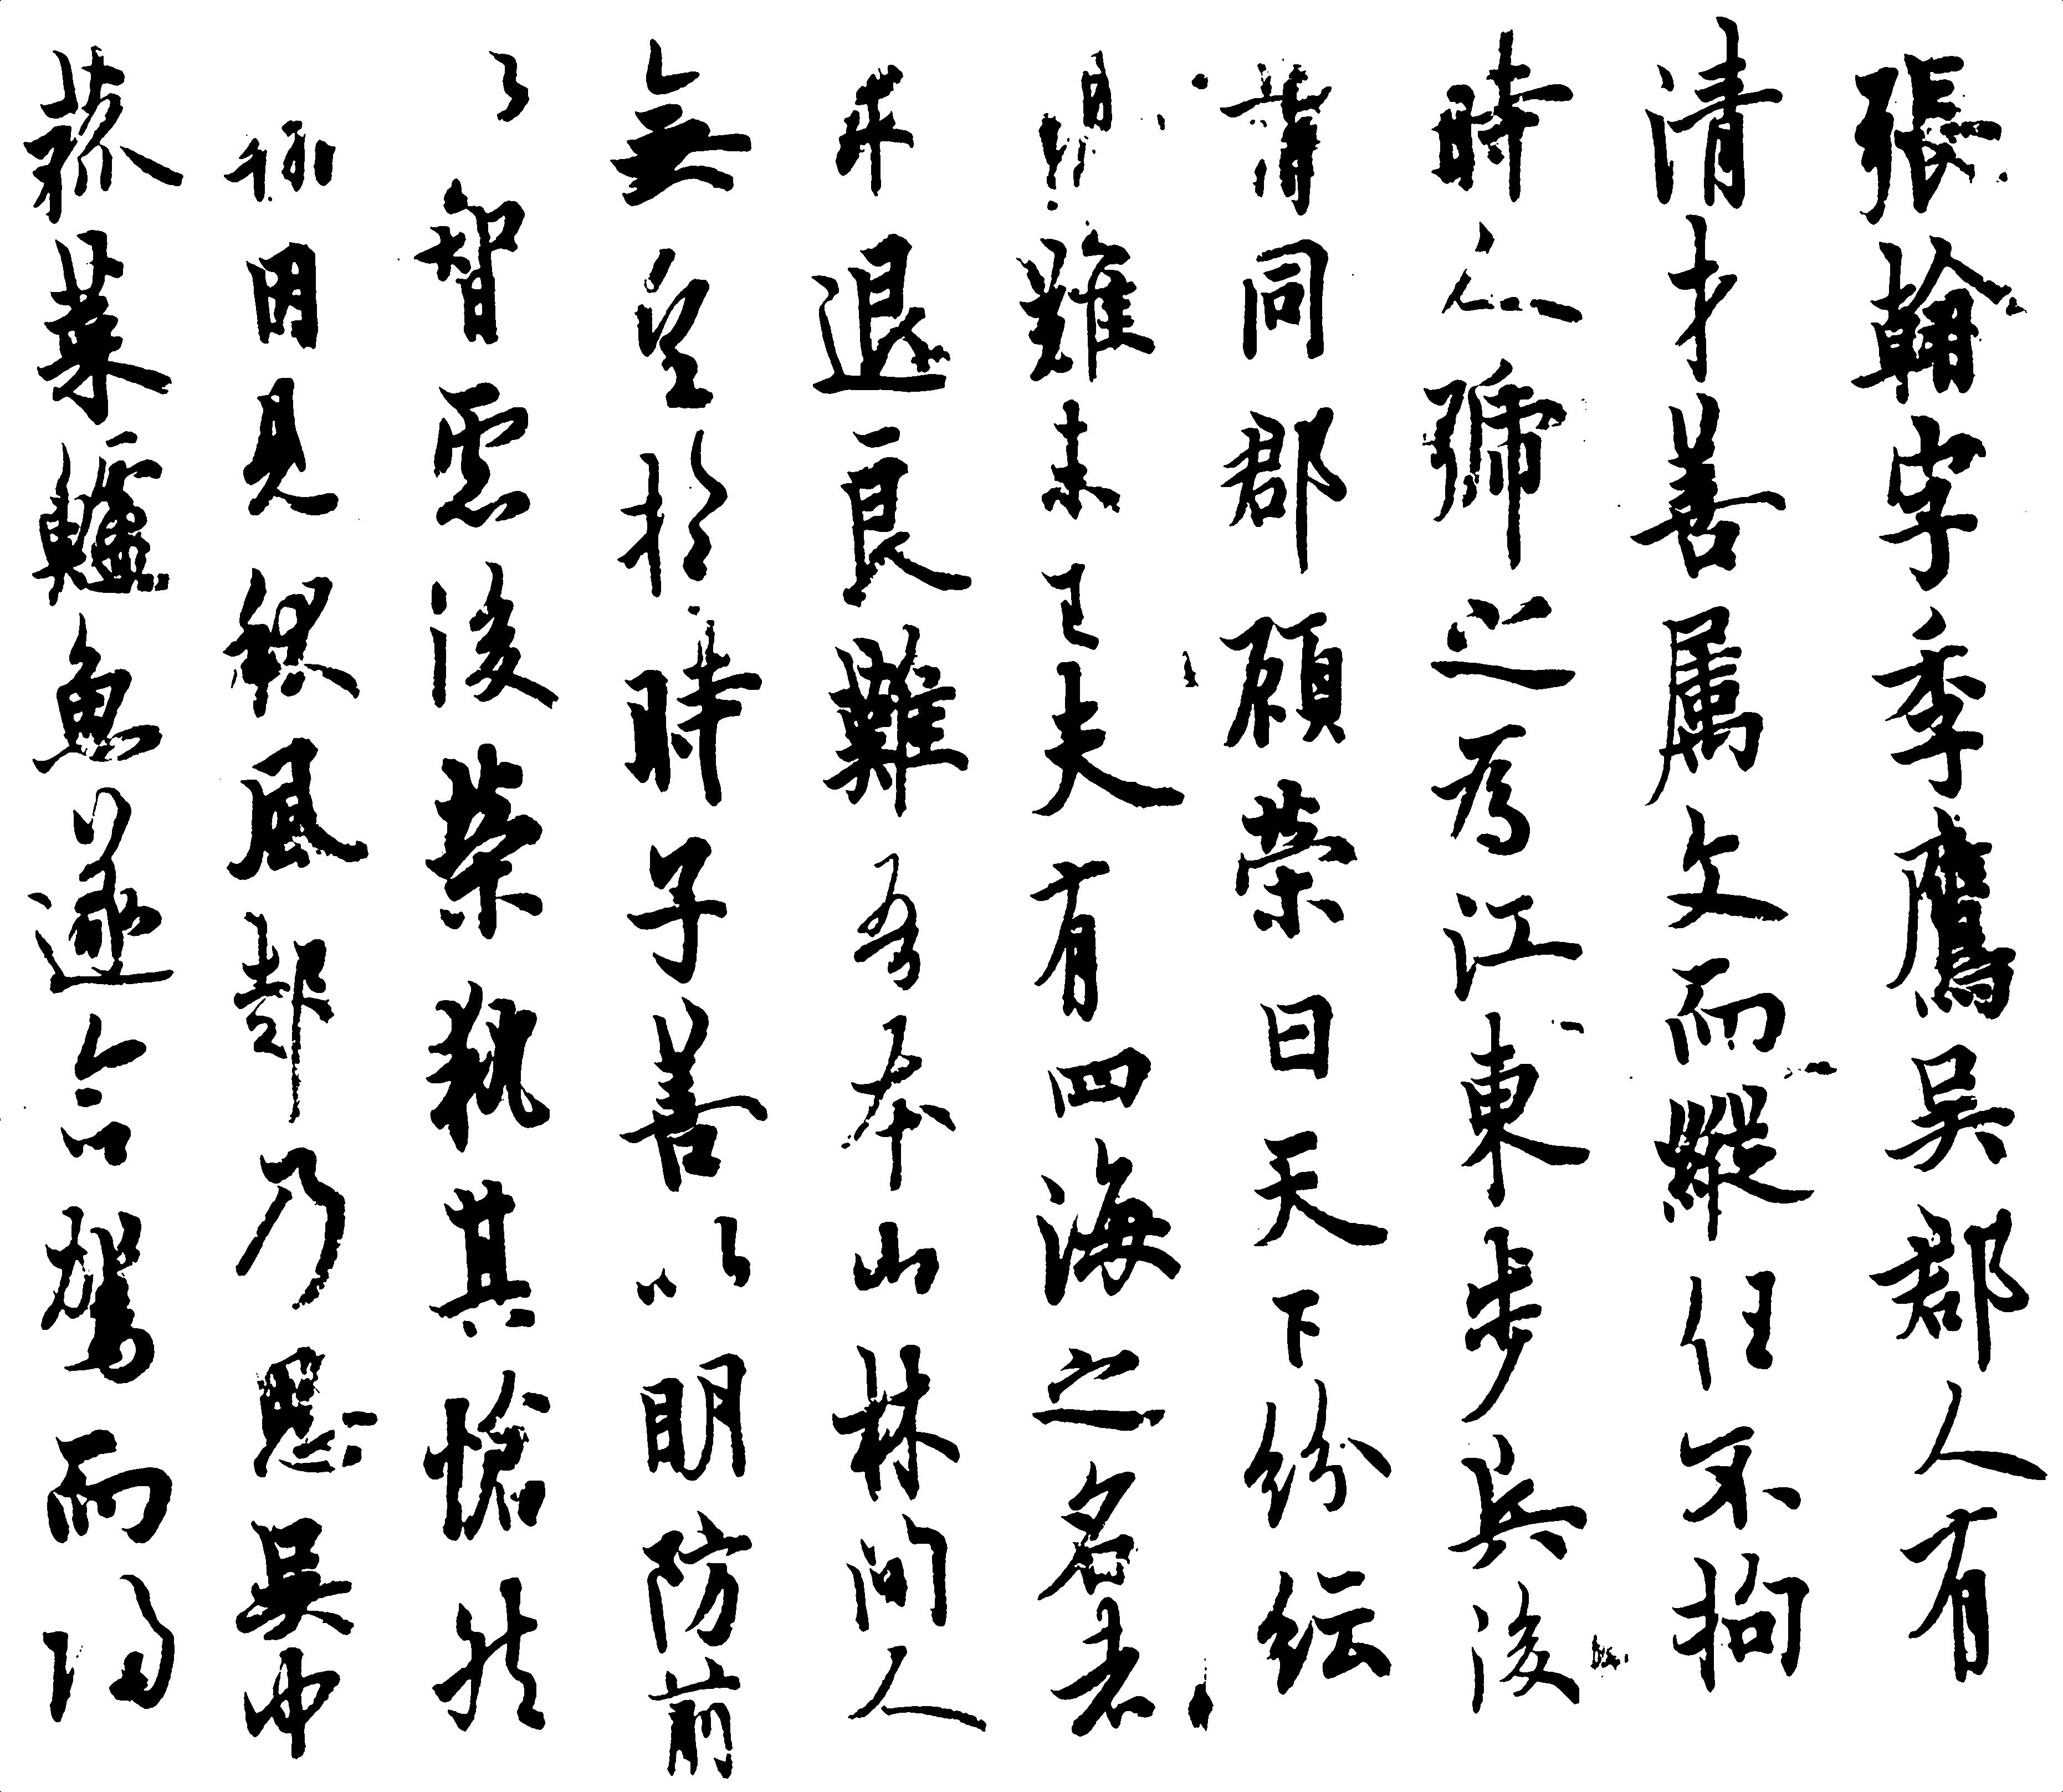 張翰字季鷹吳郡人有
清才善屬文而縱任不拘
時人號之為江東步兵後
謂同郡顧榮曰天下紛紜
禍難未已夫有四海之名者
求退良難吾本山林間人
無望於時子善以明防前
以智慮後榮執其愴然
翰因見秋風起乃思吳中
菰菜鱸魚遂命駕而歸